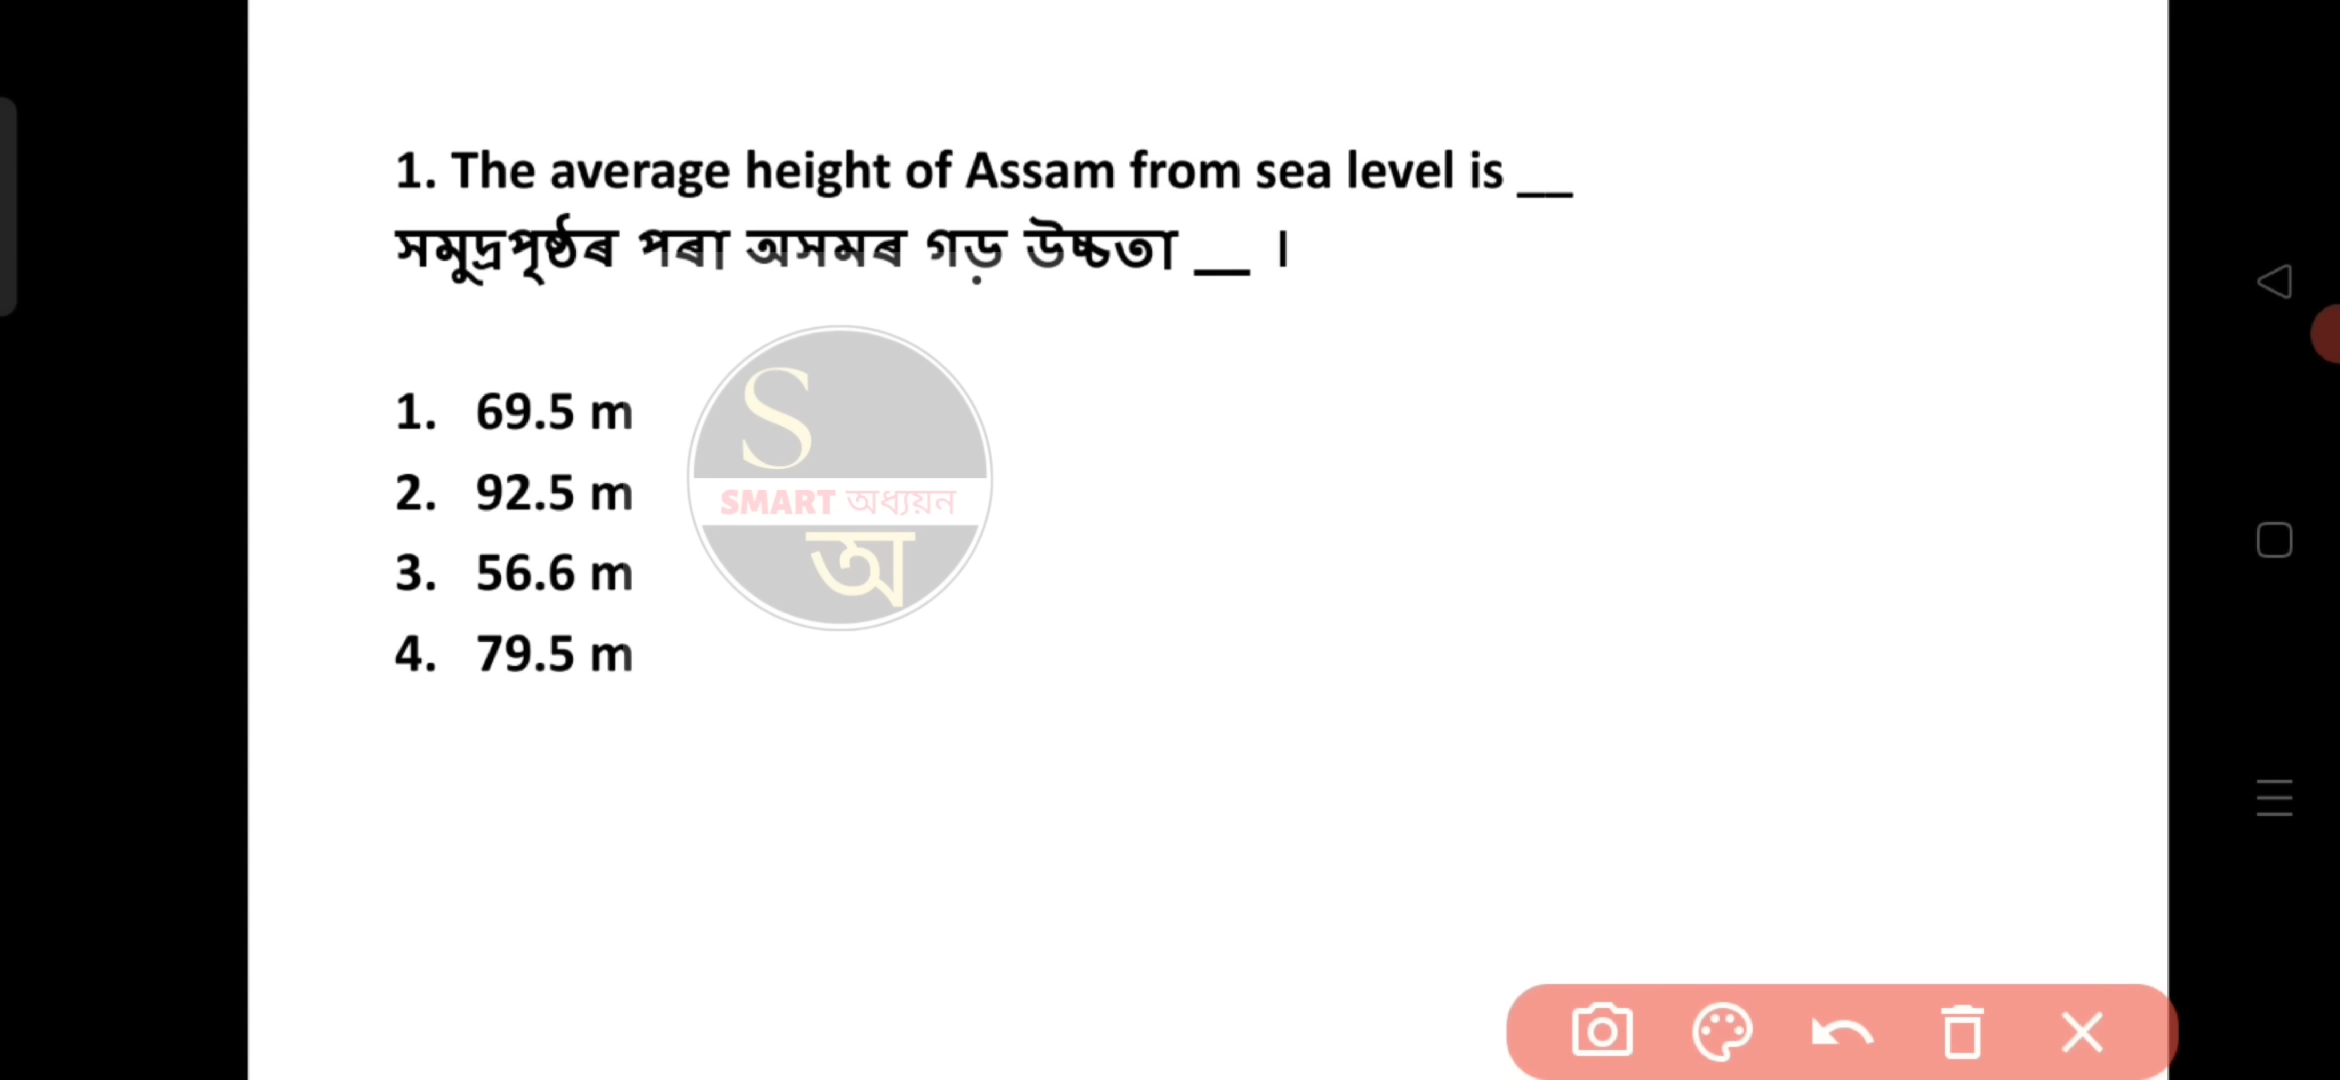 1. The average height of Assam from sea level is __
সমুদ্রপৃষ্ঠৰ পৰা অসমৰ গড় উচ্চতা __ ।
1. 69.5 m
2. 92.5 m
3. 56.6 m
4. 79.5 m
S
SMART অধ্যয়ন
অ